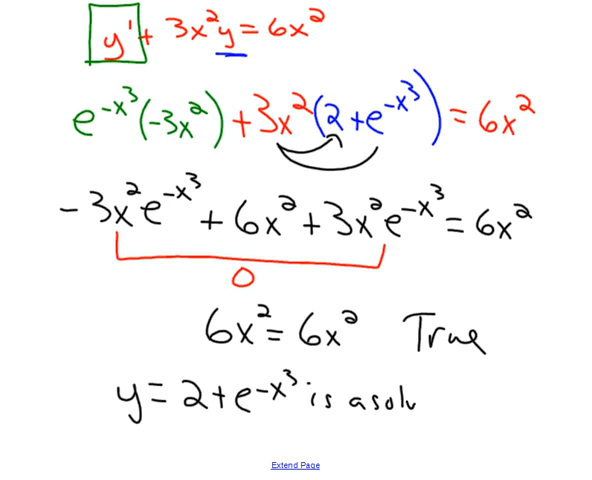 y' + 3x²y = 6x²
e^{-x³}(-3x²) + 3x²(2 + e^{-x³}) = 6x²
-3x²e^{-x³} + 6x² + 3x²e^{-x³} = 6x²
0
6x² = 6x² True
y = 2 + e^{-x³} is a solu
Extend Page